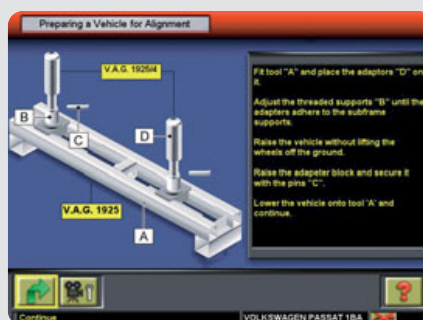 Preparing a Vehicle for Alignment
V.A.G. 1925/4
B
C
D
V.A.G. 1925
A
Fit tool "A" and place the adaptors "D" on
it.
Adjust the threaded supports "B" until the
adapters adhere to the subframe
supports.
Raise the vehicle without lifting the
wheels off the ground.
Raise the adapeter block and secure it
with the pins "C".
Lower the vehicle onto tool 'A' and
continue.
?
Continue
VOLKSWAGEN PASSAT 1BA